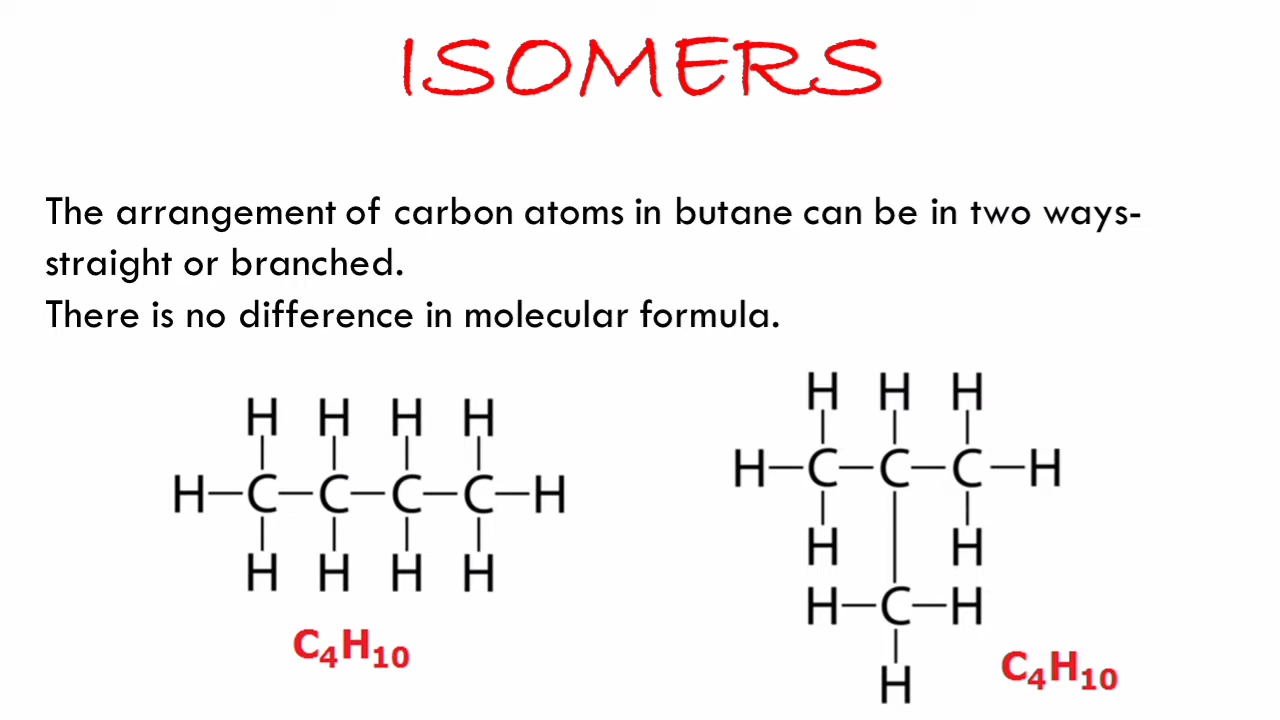 ISOMERS
The arrangement of carbon atoms in butane can be in two ways-
straight or branched.
There is no difference in molecular formula.
H H H H
H—C—C—C—C—H
H H H H
C₄H₁₀
H H H
H—C—C—C—H
H H
H—C—H
H
C₄H₁₀